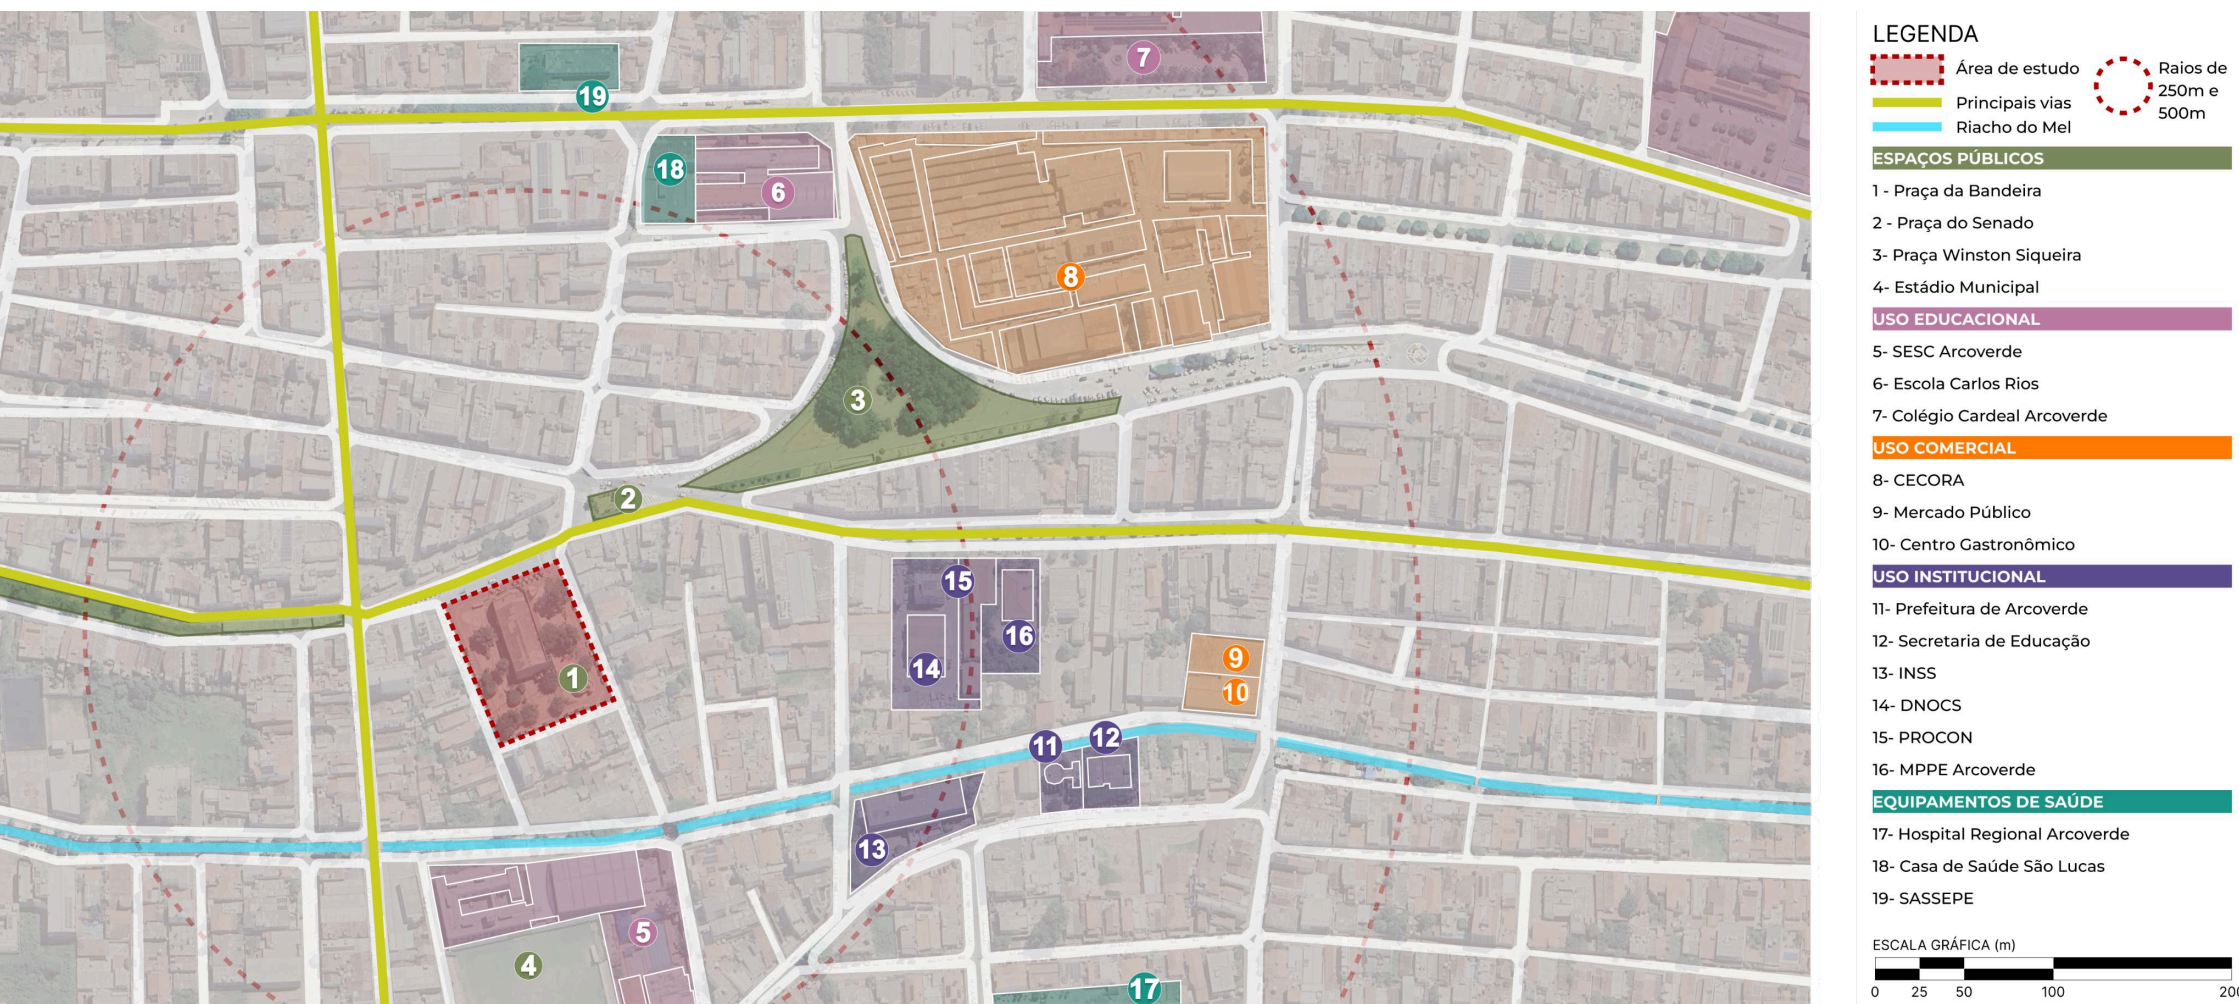 19
7
18
6
8
3
2
1
15
16
14
9
10
11
12
13
5
4
17
LEGENDA
Área de estudo
Principais vias
Riacho do Mel
Raios de
250m e
500m
ESPAÇOS PÚBLICOS
1 - Praça da Bandeira
2 - Praça do Senado
3- Praça Winston Siqueira
4- Estádio Municipal
USO EDUCACIONAL
5- SESC Arcoverde
6- Escola Carlos Rios
7- Colégio Cardeal Arcoverde
USO COMERCIAL
8- CECORA
9- Mercado Público
10- Centro Gastronômico
USO INSTITUCIONAL
11- Prefeitura de Arcoverde
12- Secretaria de Educação
13- INSS
14- DNOCS
15- PROCON
16- MPPE Arcoverde
EQUIPAMENTOS DE SAÚDE
17- Hospital Regional Arcoverde
18- Casa de Saúde São Lucas
19- SASSEPE
ESCALA GRÁFICA (m)
0 25 50 100 200